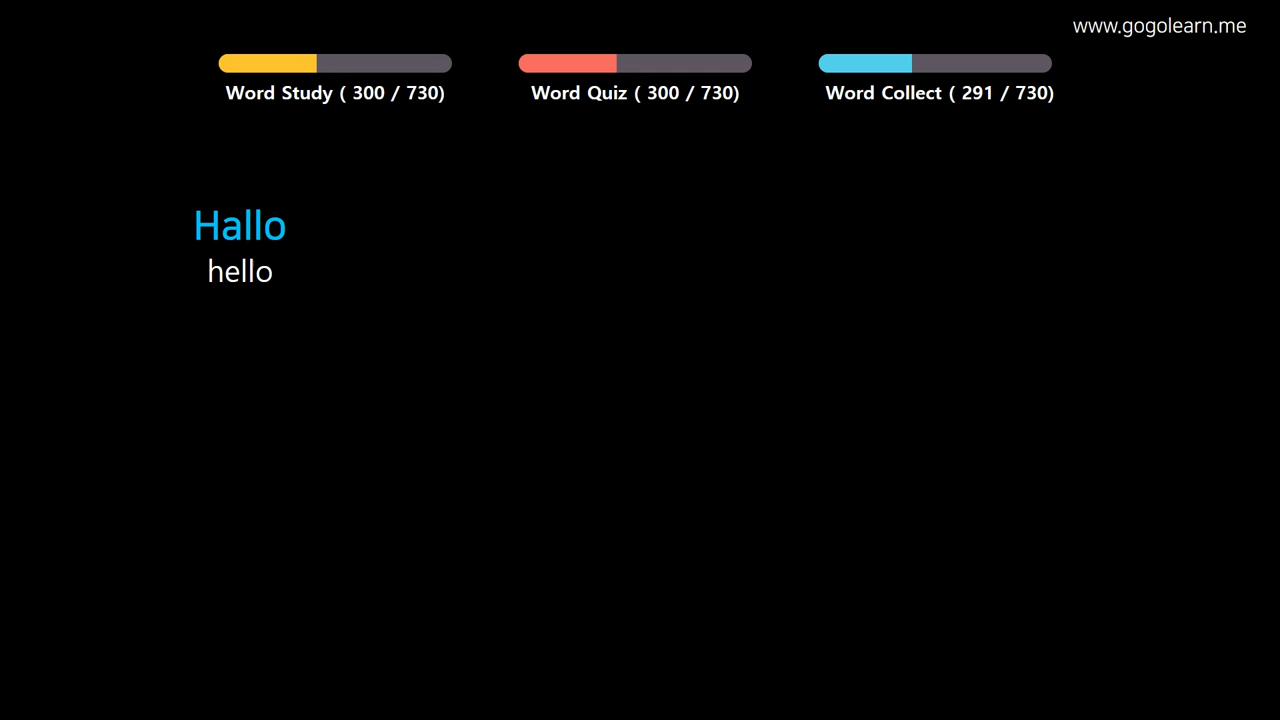 www.gogolearn.me
Word Study ( 300 / 730)
Word Quiz ( 300 / 730)
Word Collect ( 291 / 730)
Hallo
hello